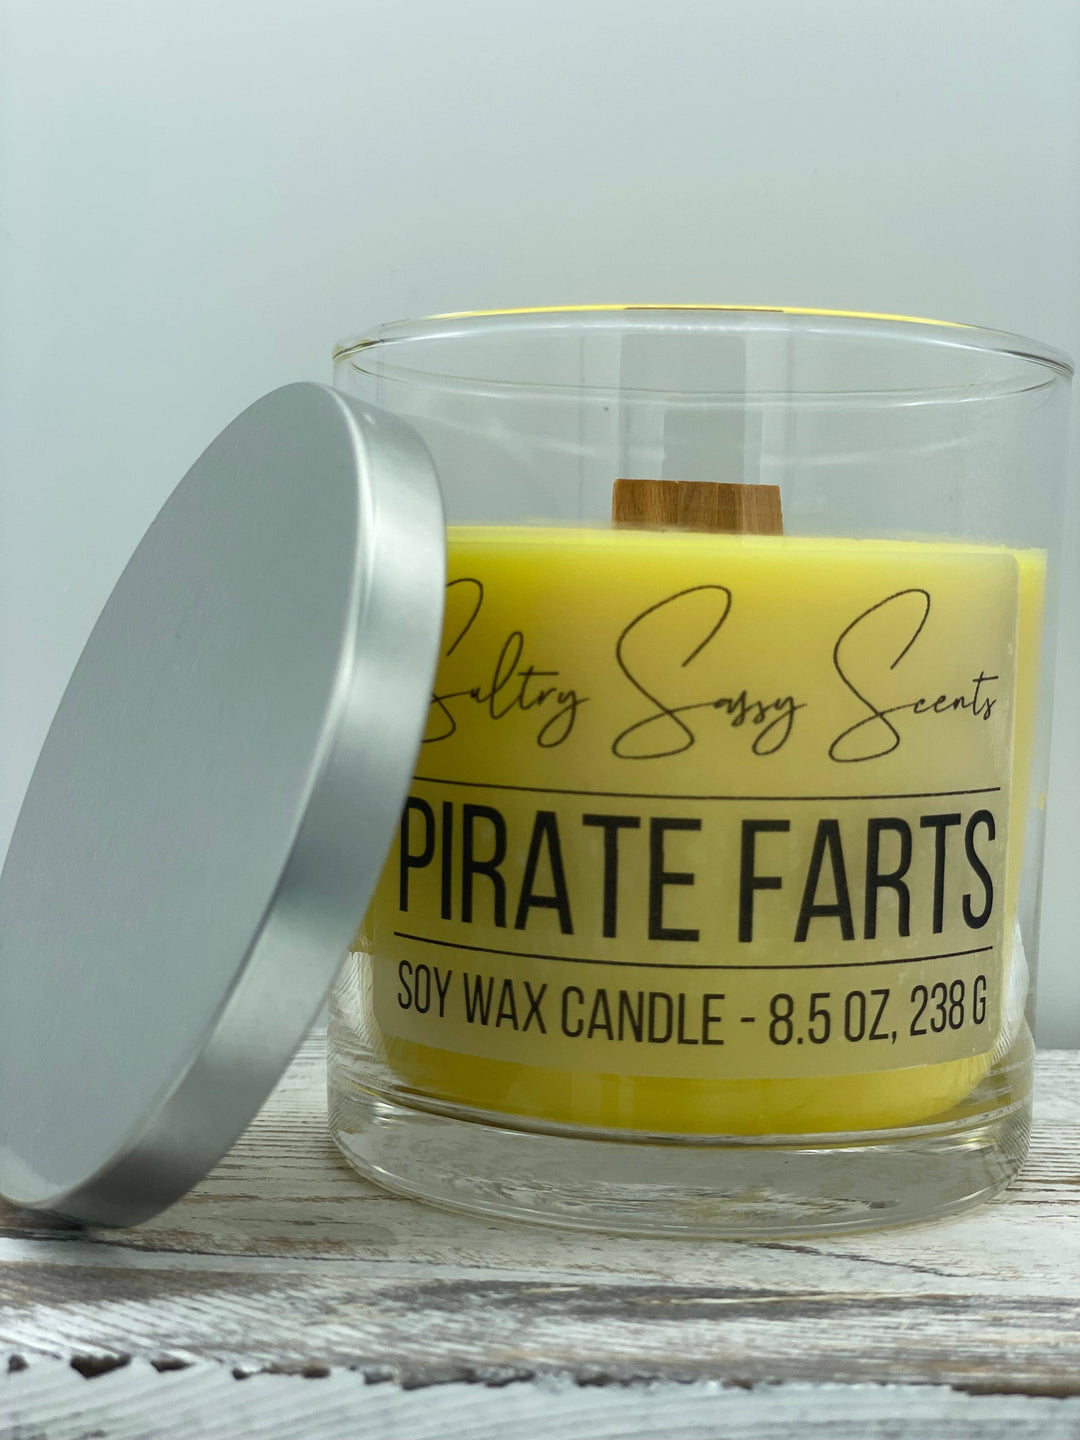 Sultry Sassy Scents
PIRATE FARTS
SOY WAX CANDLE - 8.5 OZ, 238 G